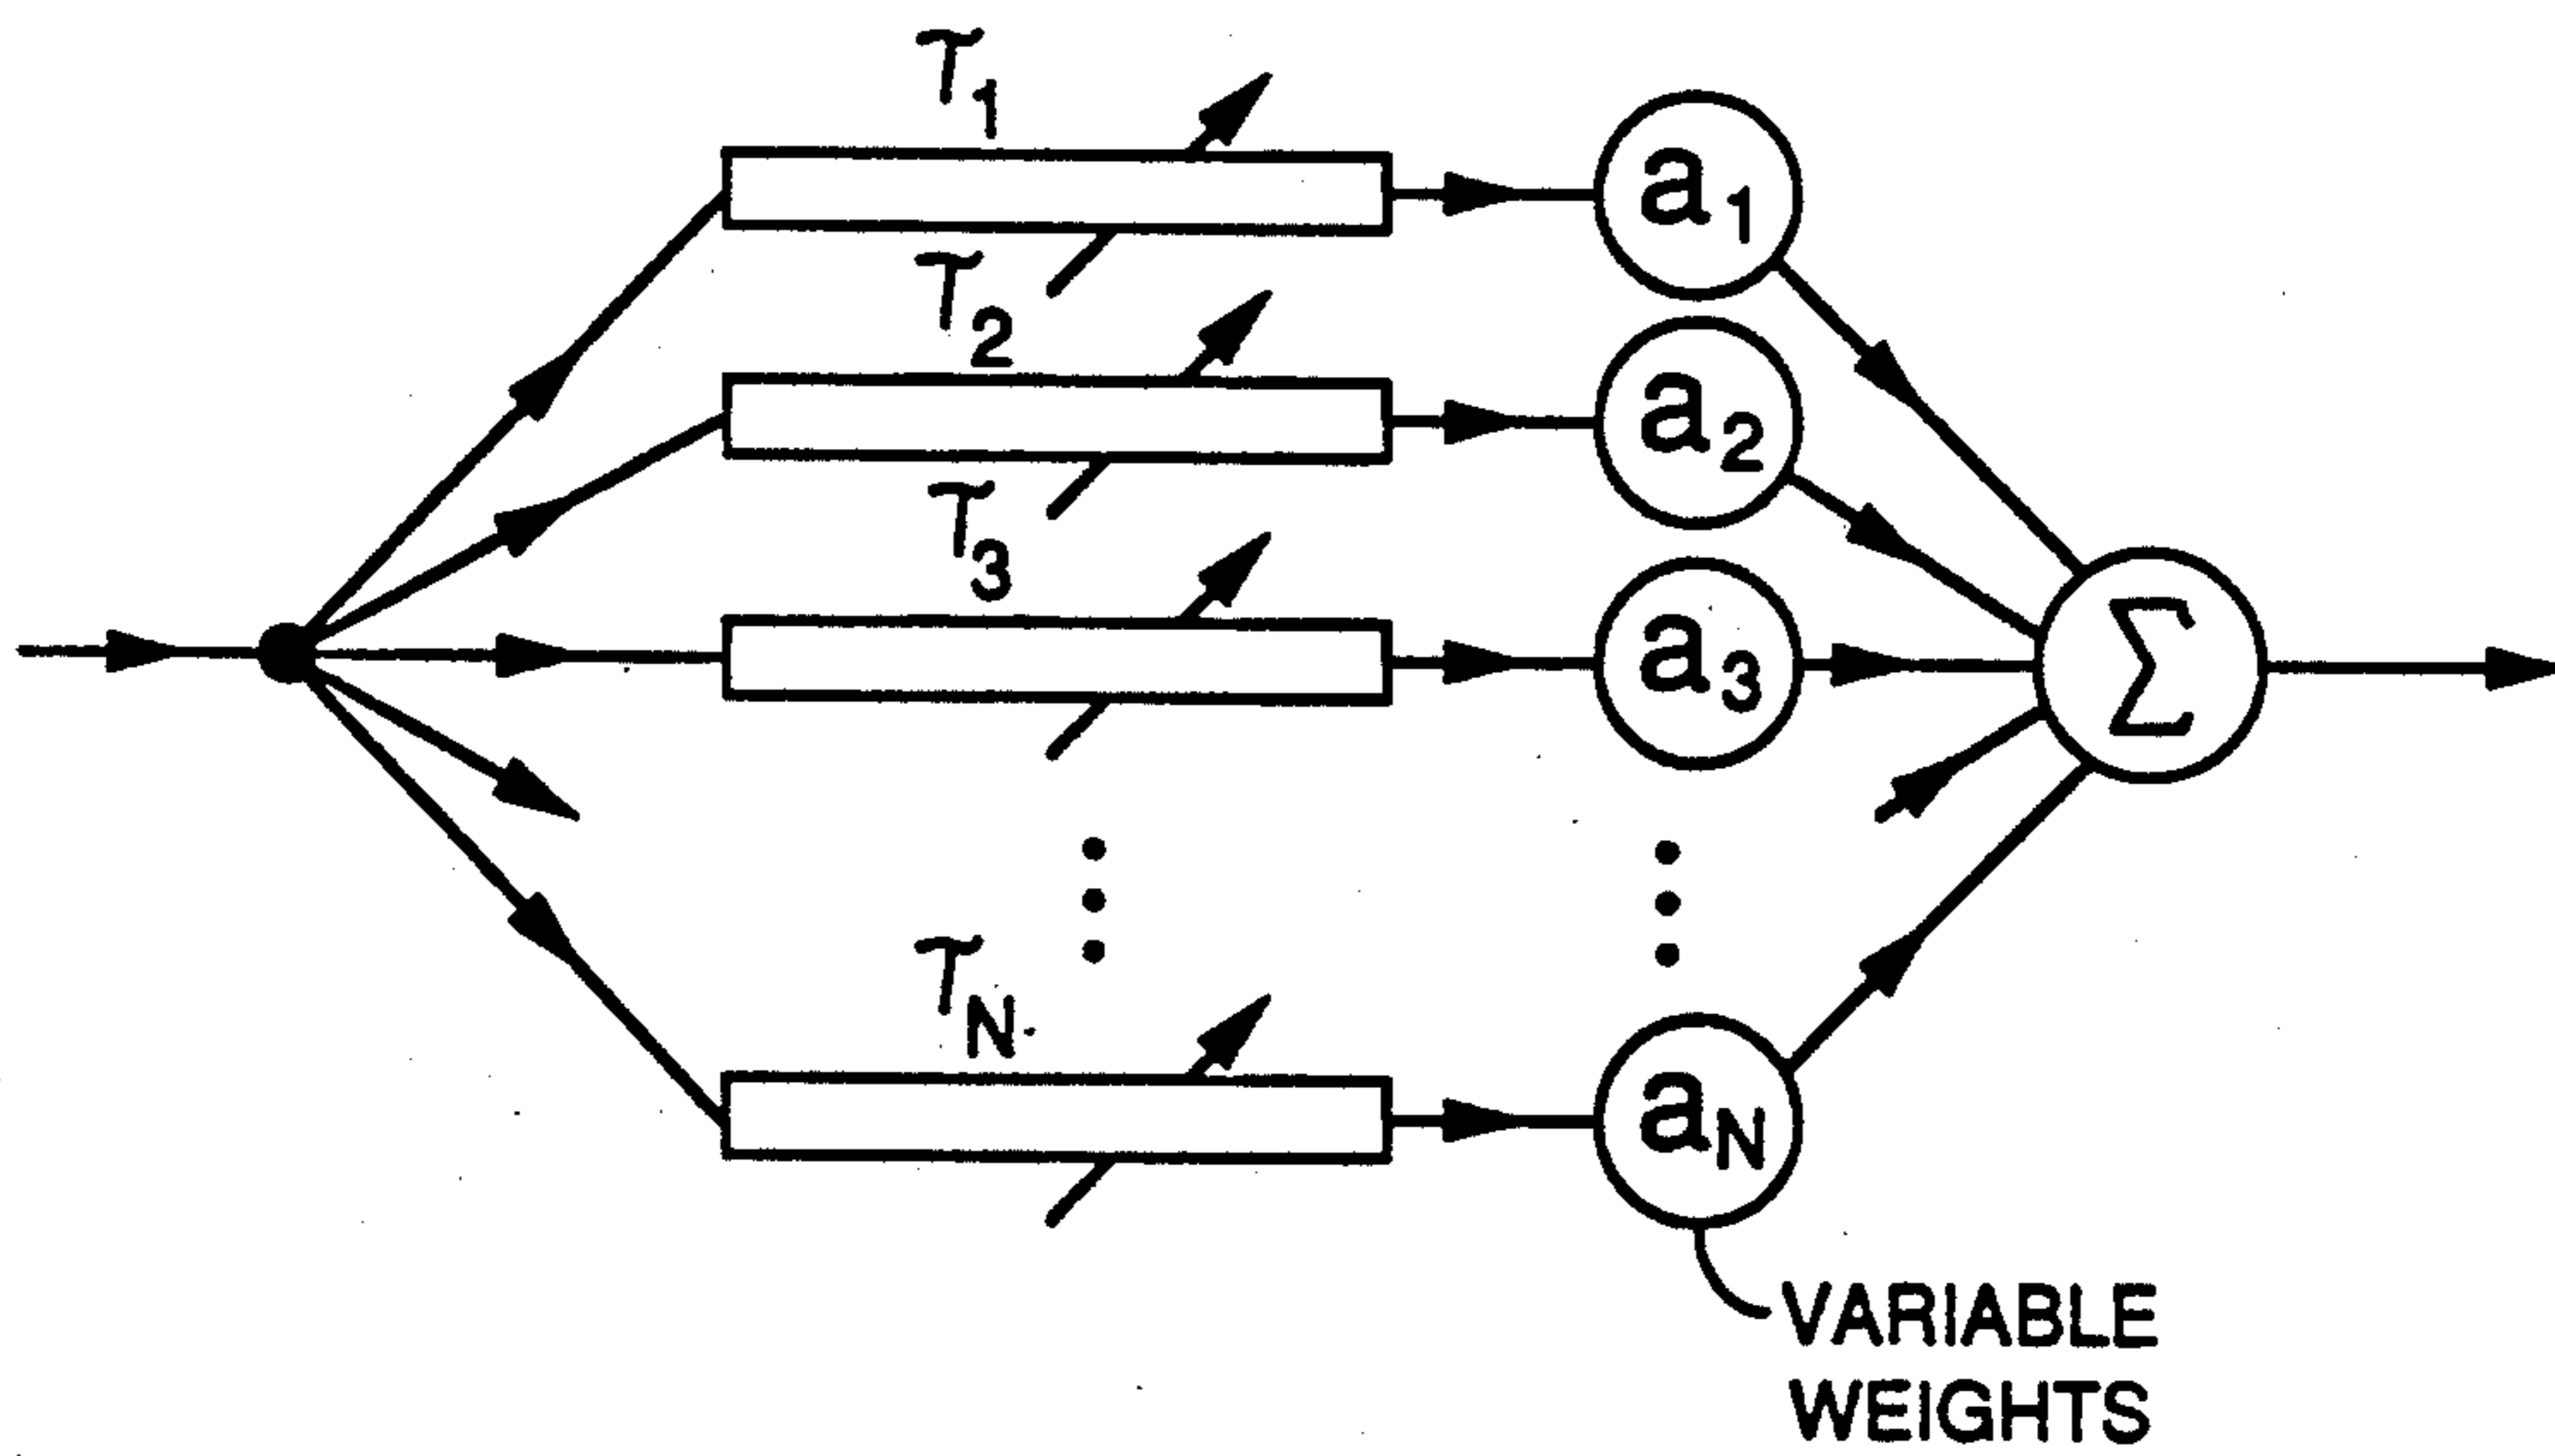 τ1
a1
τ2
a2
τ3
a3
Σ
τN
aN
VARIABLE
WEIGHTS